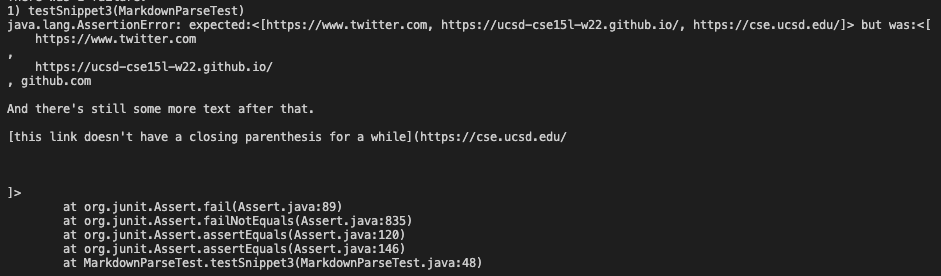 1) testSnippet3(MarkdownParseTest)
java.lang.AssertionError: expected:<[https://www.twitter.com, https://ucsd-cse15l-w22.github.io/, https://cse.ucsd.edu/]> but was:<[
    https://www.twitter.com
,
    https://ucsd-cse15l-w22.github.io/
, github.com

And there's still some more text after that.

[this link doesn't have a closing parenthesis for a while](https://cse.ucsd.edu/



]>
        at org.junit.Assert.fail(Assert.java:89)
        at org.junit.Assert.failNotEquals(Assert.java:835)
        at org.junit.Assert.assertEquals(Assert.java:120)
        at org.junit.Assert.assertEquals(Assert.java:146)
        at MarkdownParseTest.testSnippet3(MarkdownParseTest.java:48)